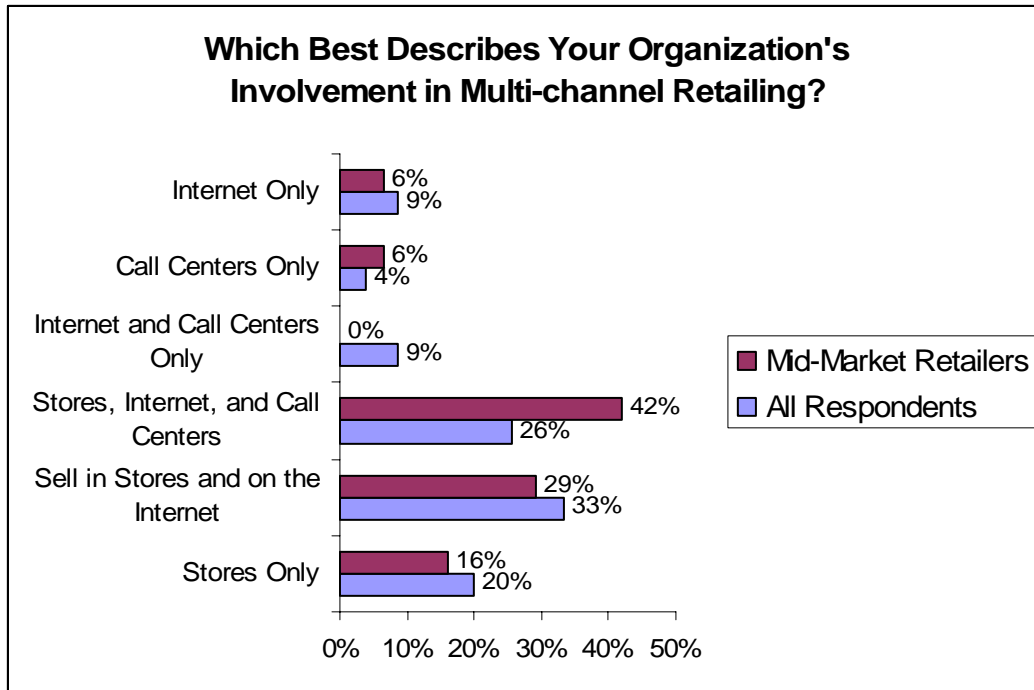 Which Best Describes Your Organization's
Involvement in Multi-channel Retailing?
Internet Only
6%
9%
Call Centers Only
6%
4%
Internet and Call Centers
Only
0%
9%
Stores, Internet, and Call
Centers
42%
26%
Sell in Stores and on the
Internet
29%
33%
Stores Only
16%
20%
0% 10% 20% 30% 40% 50%
Mid-Market Retailers
All Respondents